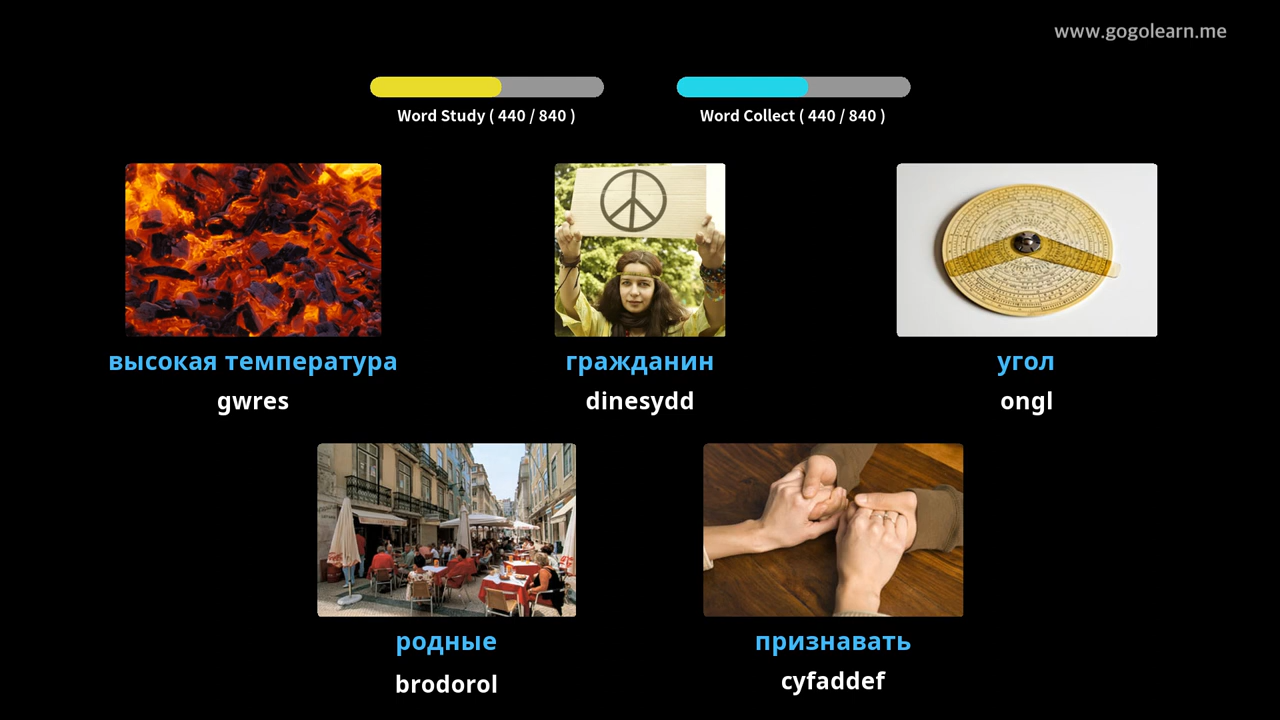 www.gogolearn.me
Word Study ( 440 / 840 )
Word Collect ( 440 / 840 )
высокая температура
gwres
гражданин
dinesydd
угол
ongl
родные
brodorol
признавать
cyfaddef